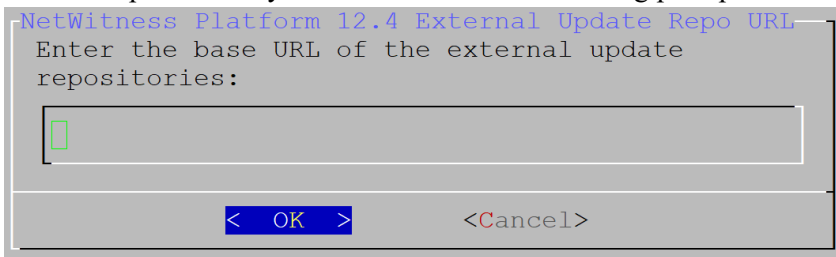 NetWitness Platform 12.4 External Update Repo URL
Enter the base URL of the external update
repositories:
< OK > <Cancel>